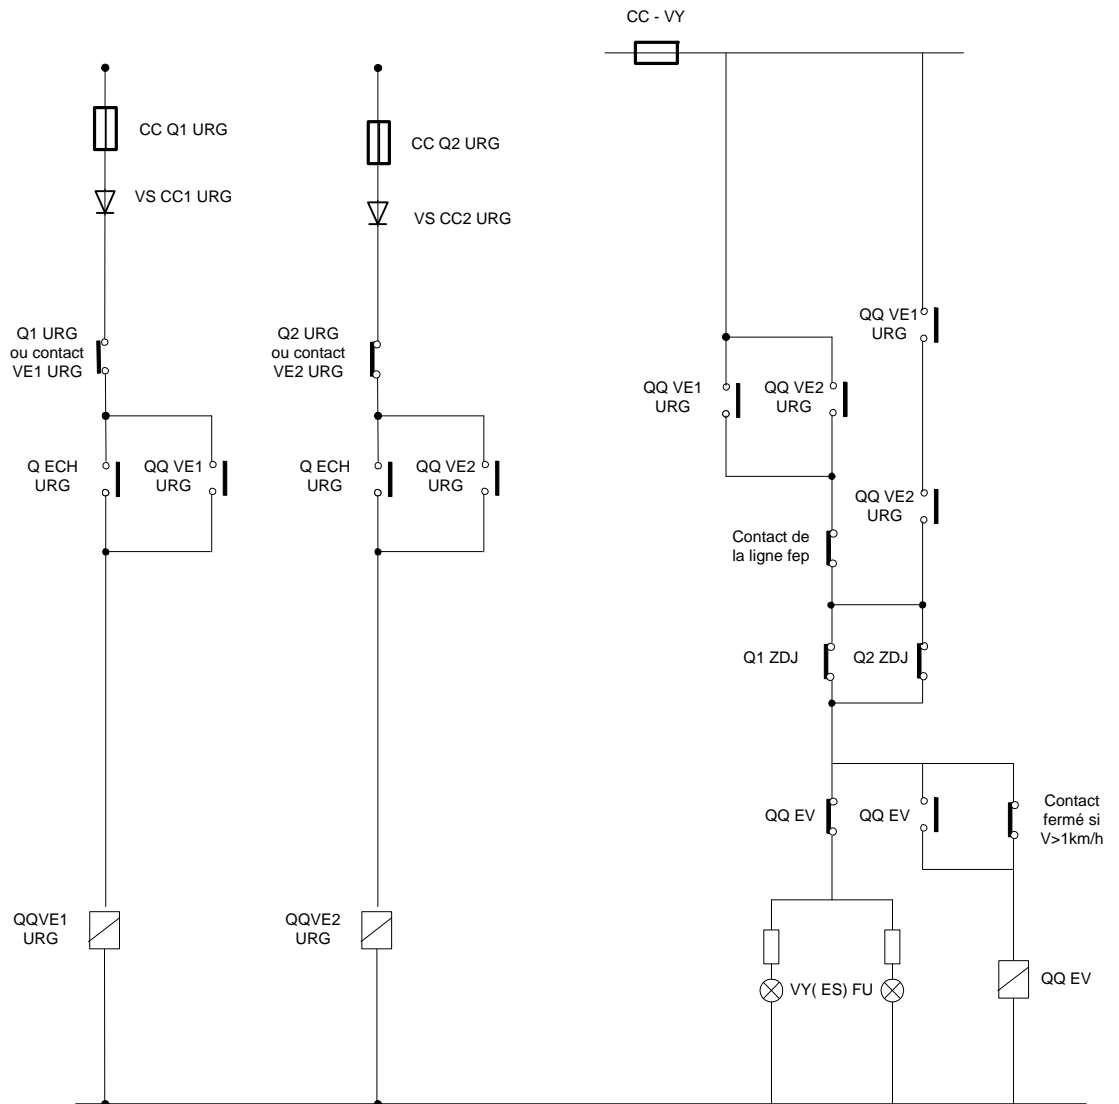 CC - VY
CC Q1 URG
CC Q2 URG
VS CC1 URG
VS CC2 URG
Q1 URG
ou contact
VE1 URG
Q2 URG
ou contact
VE2 URG
QQ VE1
URG
QQ VE1
URG
QQ VE2
URG
Q ECH
URG
QQ VE1
URG
Q ECH
URG
QQ VE2
URG
QQ VE2
URG
Contact de
la ligne fep
Q1 ZDJ
Q2 ZDJ
QQ EV
QQ EV
Contact
fermé si
V>1km/h
QQVE1
URG
QQVE2
URG
VY( ES) FU
QQ EV